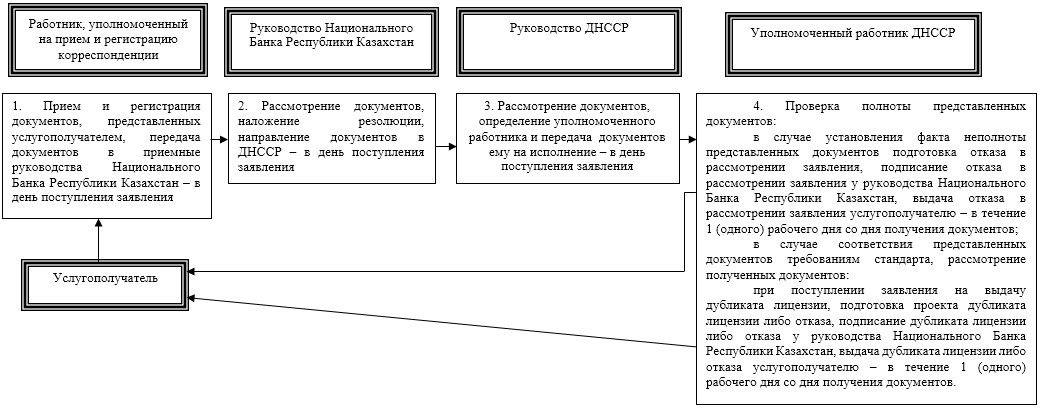 Работник, уполномоченный
на прием и регистрацию
корреспонденции
Руководство Национального
Банка Республики Казахстан
Руководство ДНССР
Уполномоченный работник ДНССР
1. Прием и регистрация
документов, представленных
услугополучателем, передача
документов в приемные
руководства Национального
Банка Республики Казахстан – в
день поступления заявления
2. Рассмотрение документов,
наложение резолюции,
направление документов в
ДНССР – в день поступления
заявления
3. Рассмотрение документов,
определение уполномоченного
работника и передача документов
ему на исполнение – в день
поступления заявления
4. Проверка полноты представленных
документов:
в случае установления факта неполноты
представленных документов подготовка отказа в
рассмотрении заявления, подписание отказа в
рассмотрении заявления у руководства Национального
Банка Республики Казахстан, выдача отказа в
рассмотрении заявления услугополучателю – в течение
1 (одного) рабочего дня со дня получения документов;
в случае соответствия представленных
документов требованиям стандарта, рассмотрение
полученных документов:
при поступлении заявления на выдачу
дубликата лицензии, подготовка проекта дубликата
лицензии либо отказа, подписание дубликата лицензии
либо отказа у руководства Национального Банка
Республики Казахстан, выдача дубликата лицензии либо
отказа услугополучателю – в течение 1 (одного)
рабочего дня со дня получения документов.
Услугополучатель